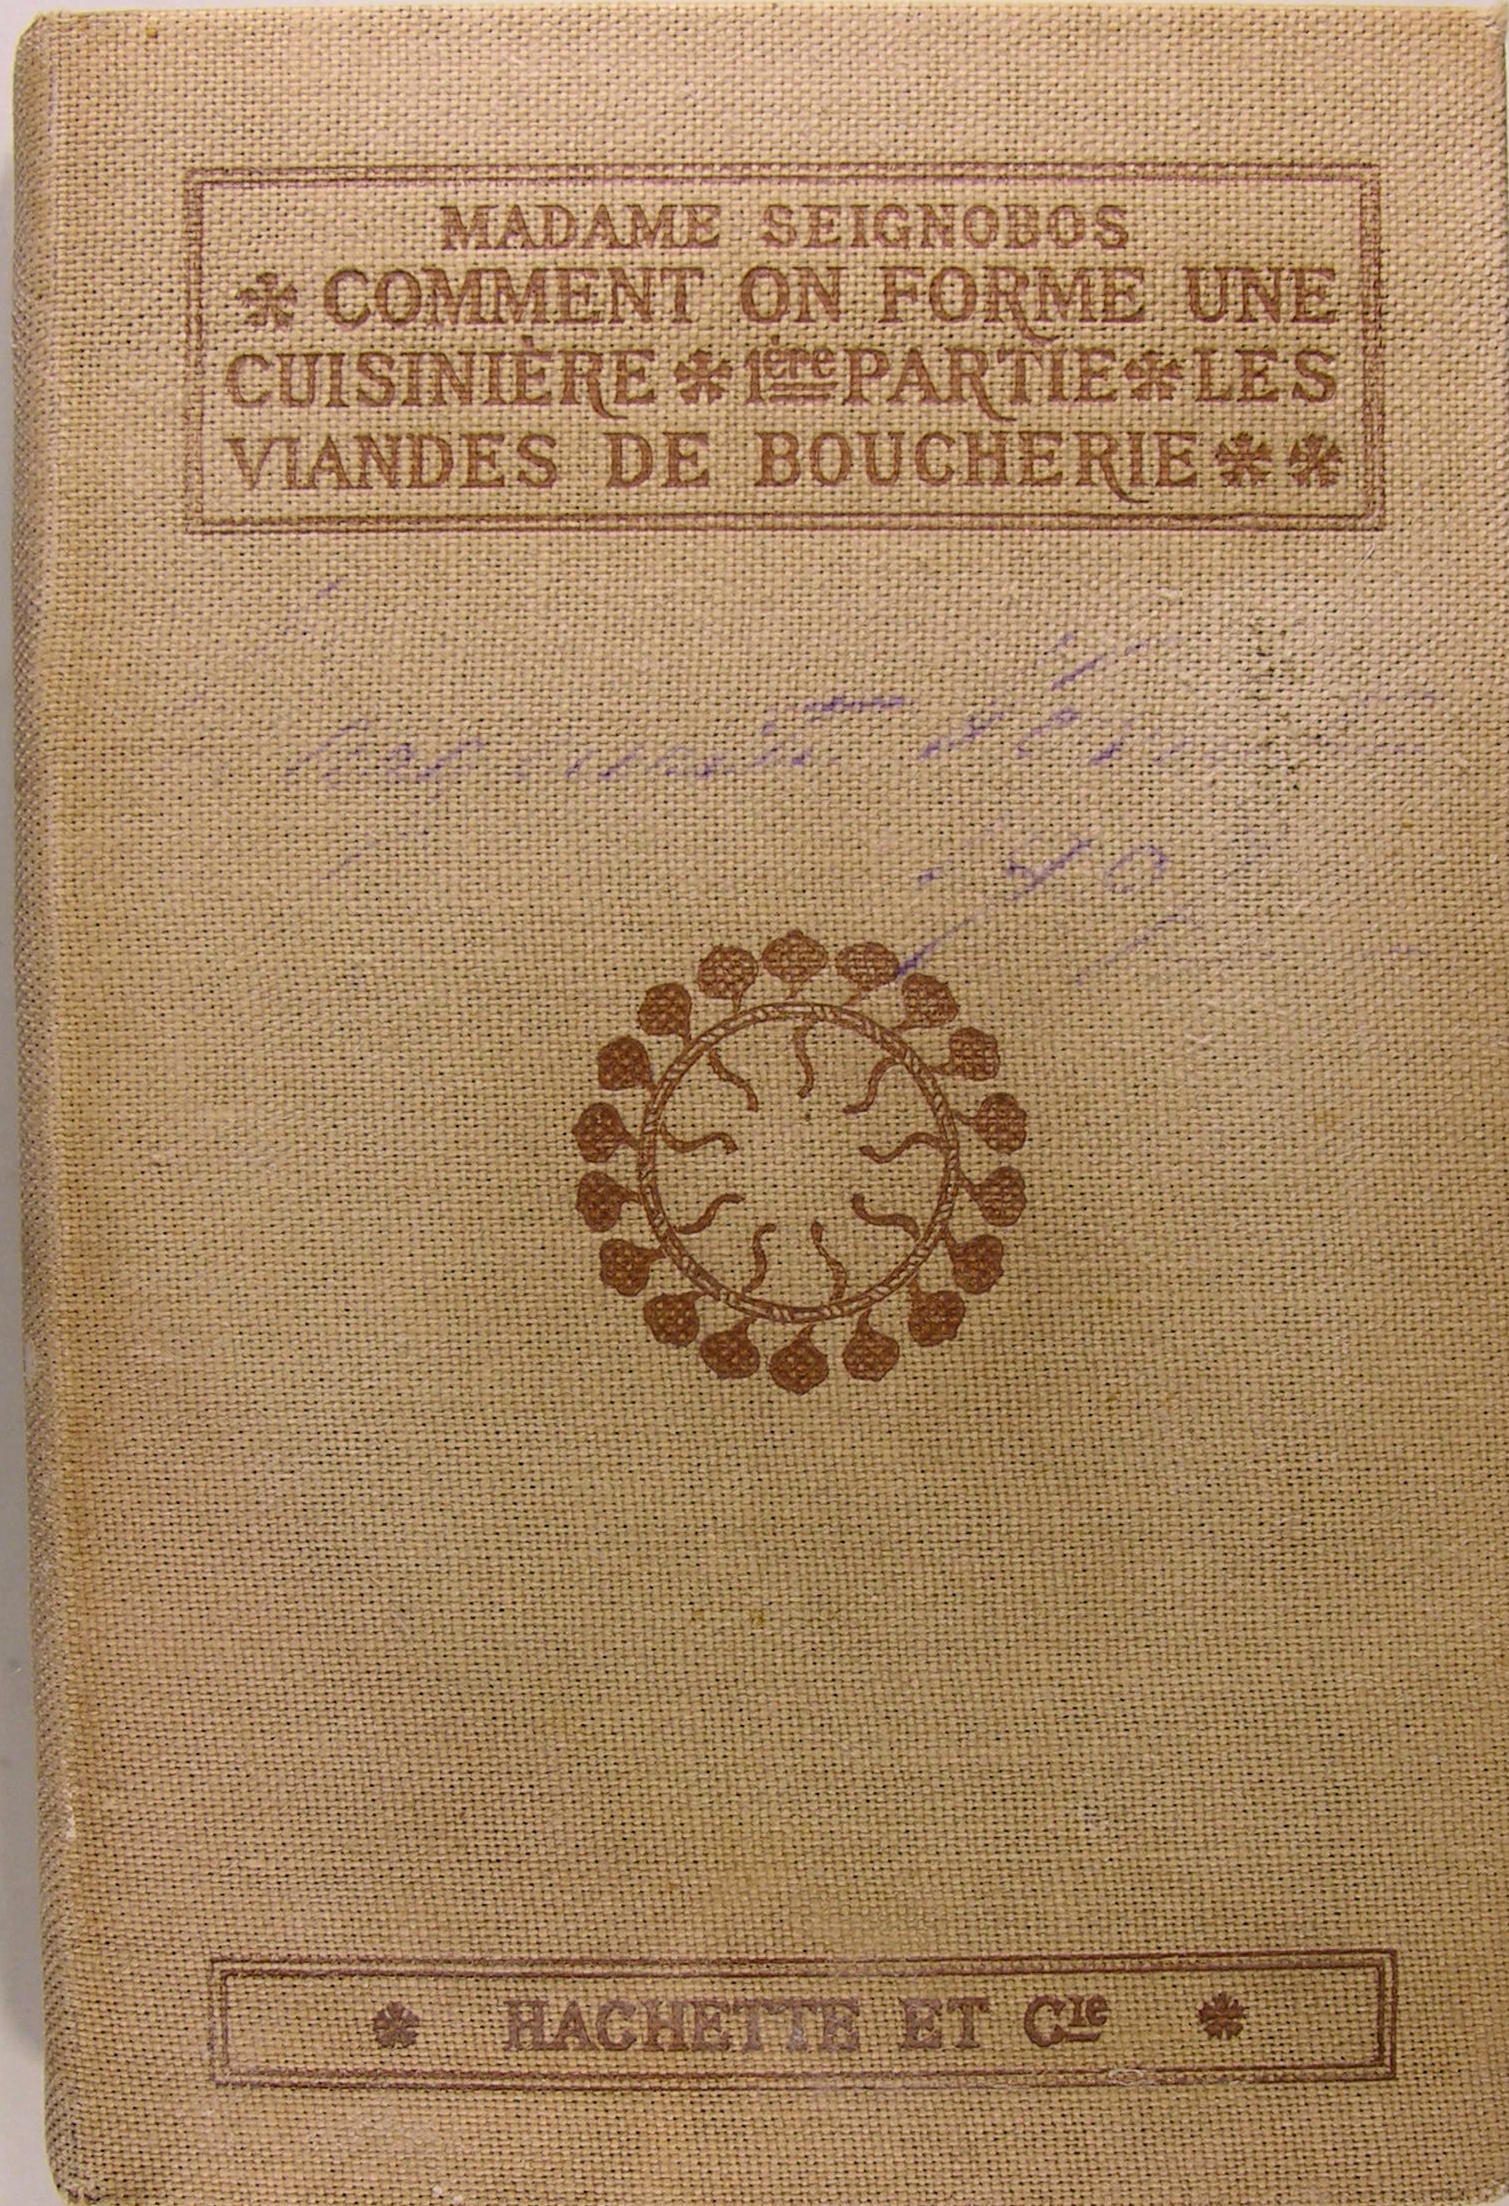 MADAME SEIGNOBOS
COMMENT ON FORME UNE
CUISINIÈRE 1ère PARTIE LES
VIANDES DE BOUCHERIE
HACHETTE ET Cie